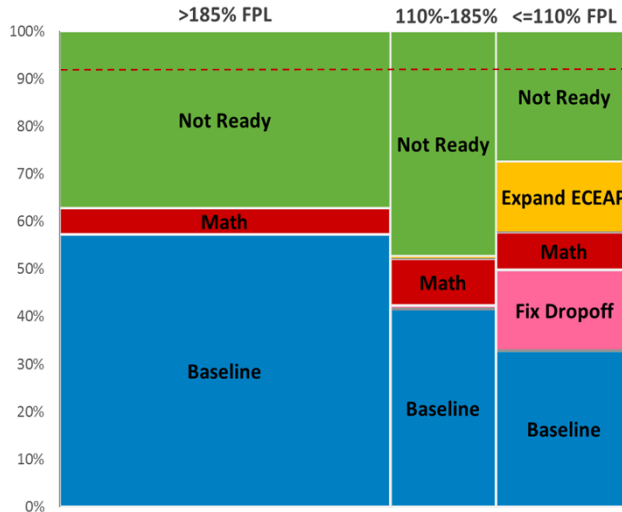 >185% FPL 110%-185% <=110% FPL
100%
90%
80%
70%
60%
50%
40%
30%
20%
10%
0%
Not Ready
Math
Baseline
Not Ready
Math
Baseline
Not Ready
Expand ECEAP
Math
Fix Dropoff
Baseline